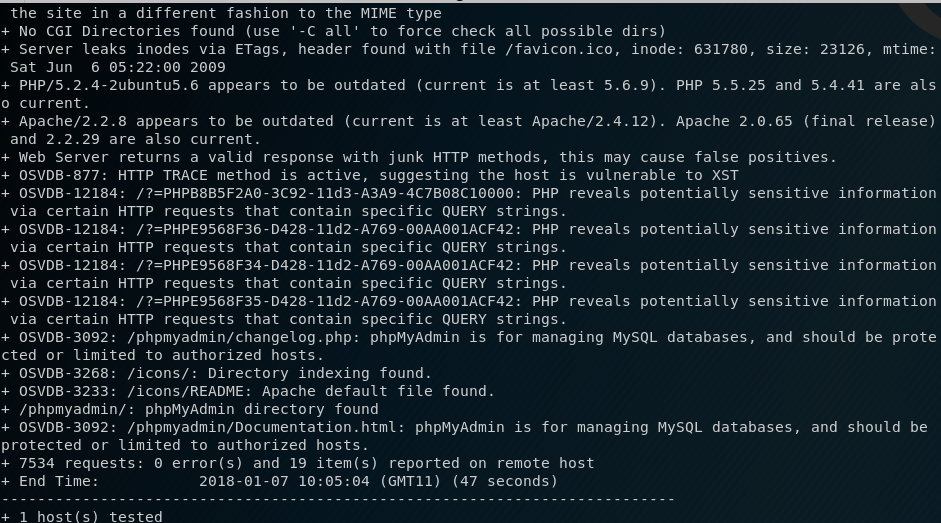 the site in a different fashion to the MIME type
+ No CGI Directories found (use '-C all' to force check all possible dirs)
+ Server leaks inodes via ETags, header found with file /favicon.ico, inode: 631780, size: 23126, mtime:
Sat Jun  6 05:22:00 2009
+ PHP/5.2.4-2ubuntu5.6 appears to be outdated (current is at least 5.6.9). PHP 5.5.25 and 5.4.41 are als
o current.
+ Apache/2.2.8 appears to be outdated (current is at least Apache/2.4.12). Apache 2.0.65 (final release)
and 2.2.29 are also current.
+ Web Server returns a valid response with junk HTTP methods, this may cause false positives.
+ OSVDB-877: HTTP TRACE method is active, suggesting the host is vulnerable to XST
+ OSVDB-12184: /?=PHPB8B5F2A0-3C92-11d3-A3A9-4C7B08C10000: PHP reveals potentially sensitive information
via certain HTTP requests that contain specific QUERY strings.
+ OSVDB-12184: /?=PHPE9568F36-D428-11d2-A769-00AA001ACF42: PHP reveals potentially sensitive information
via certain HTTP requests that contain specific QUERY strings.
+ OSVDB-12184: /?=PHPE9568F34-D428-11d2-A769-00AA001ACF42: PHP reveals potentially sensitive information
via certain HTTP requests that contain specific QUERY strings.
+ OSVDB-12184: /?=PHPE9568F35-D428-11d2-A769-00AA001ACF42: PHP reveals potentially sensitive information
via certain HTTP requests that contain specific QUERY strings.
+ OSVDB-3092: /phpmyadmin/changelog.php: phpMyAdmin is for managing MySQL databases, and should be prote
cted or limited to authorized hosts.
+ OSVDB-3268: /icons/: Directory indexing found.
+ OSVDB-3233: /icons/README: Apache default file found.
+ /phpmyadmin/: phpMyAdmin directory found
+ OSVDB-3092: /phpmyadmin/Documentation.html: phpMyAdmin is for managing MySQL databases, and should be
protected or limited to authorized hosts.
+ 7534 requests: 0 error(s) and 19 item(s) reported on remote host
+ End Time:           2018-01-07 10:05:04 (GMT11) (47 seconds)
---------------------------------------------------------------------------
+ 1 host(s) tested